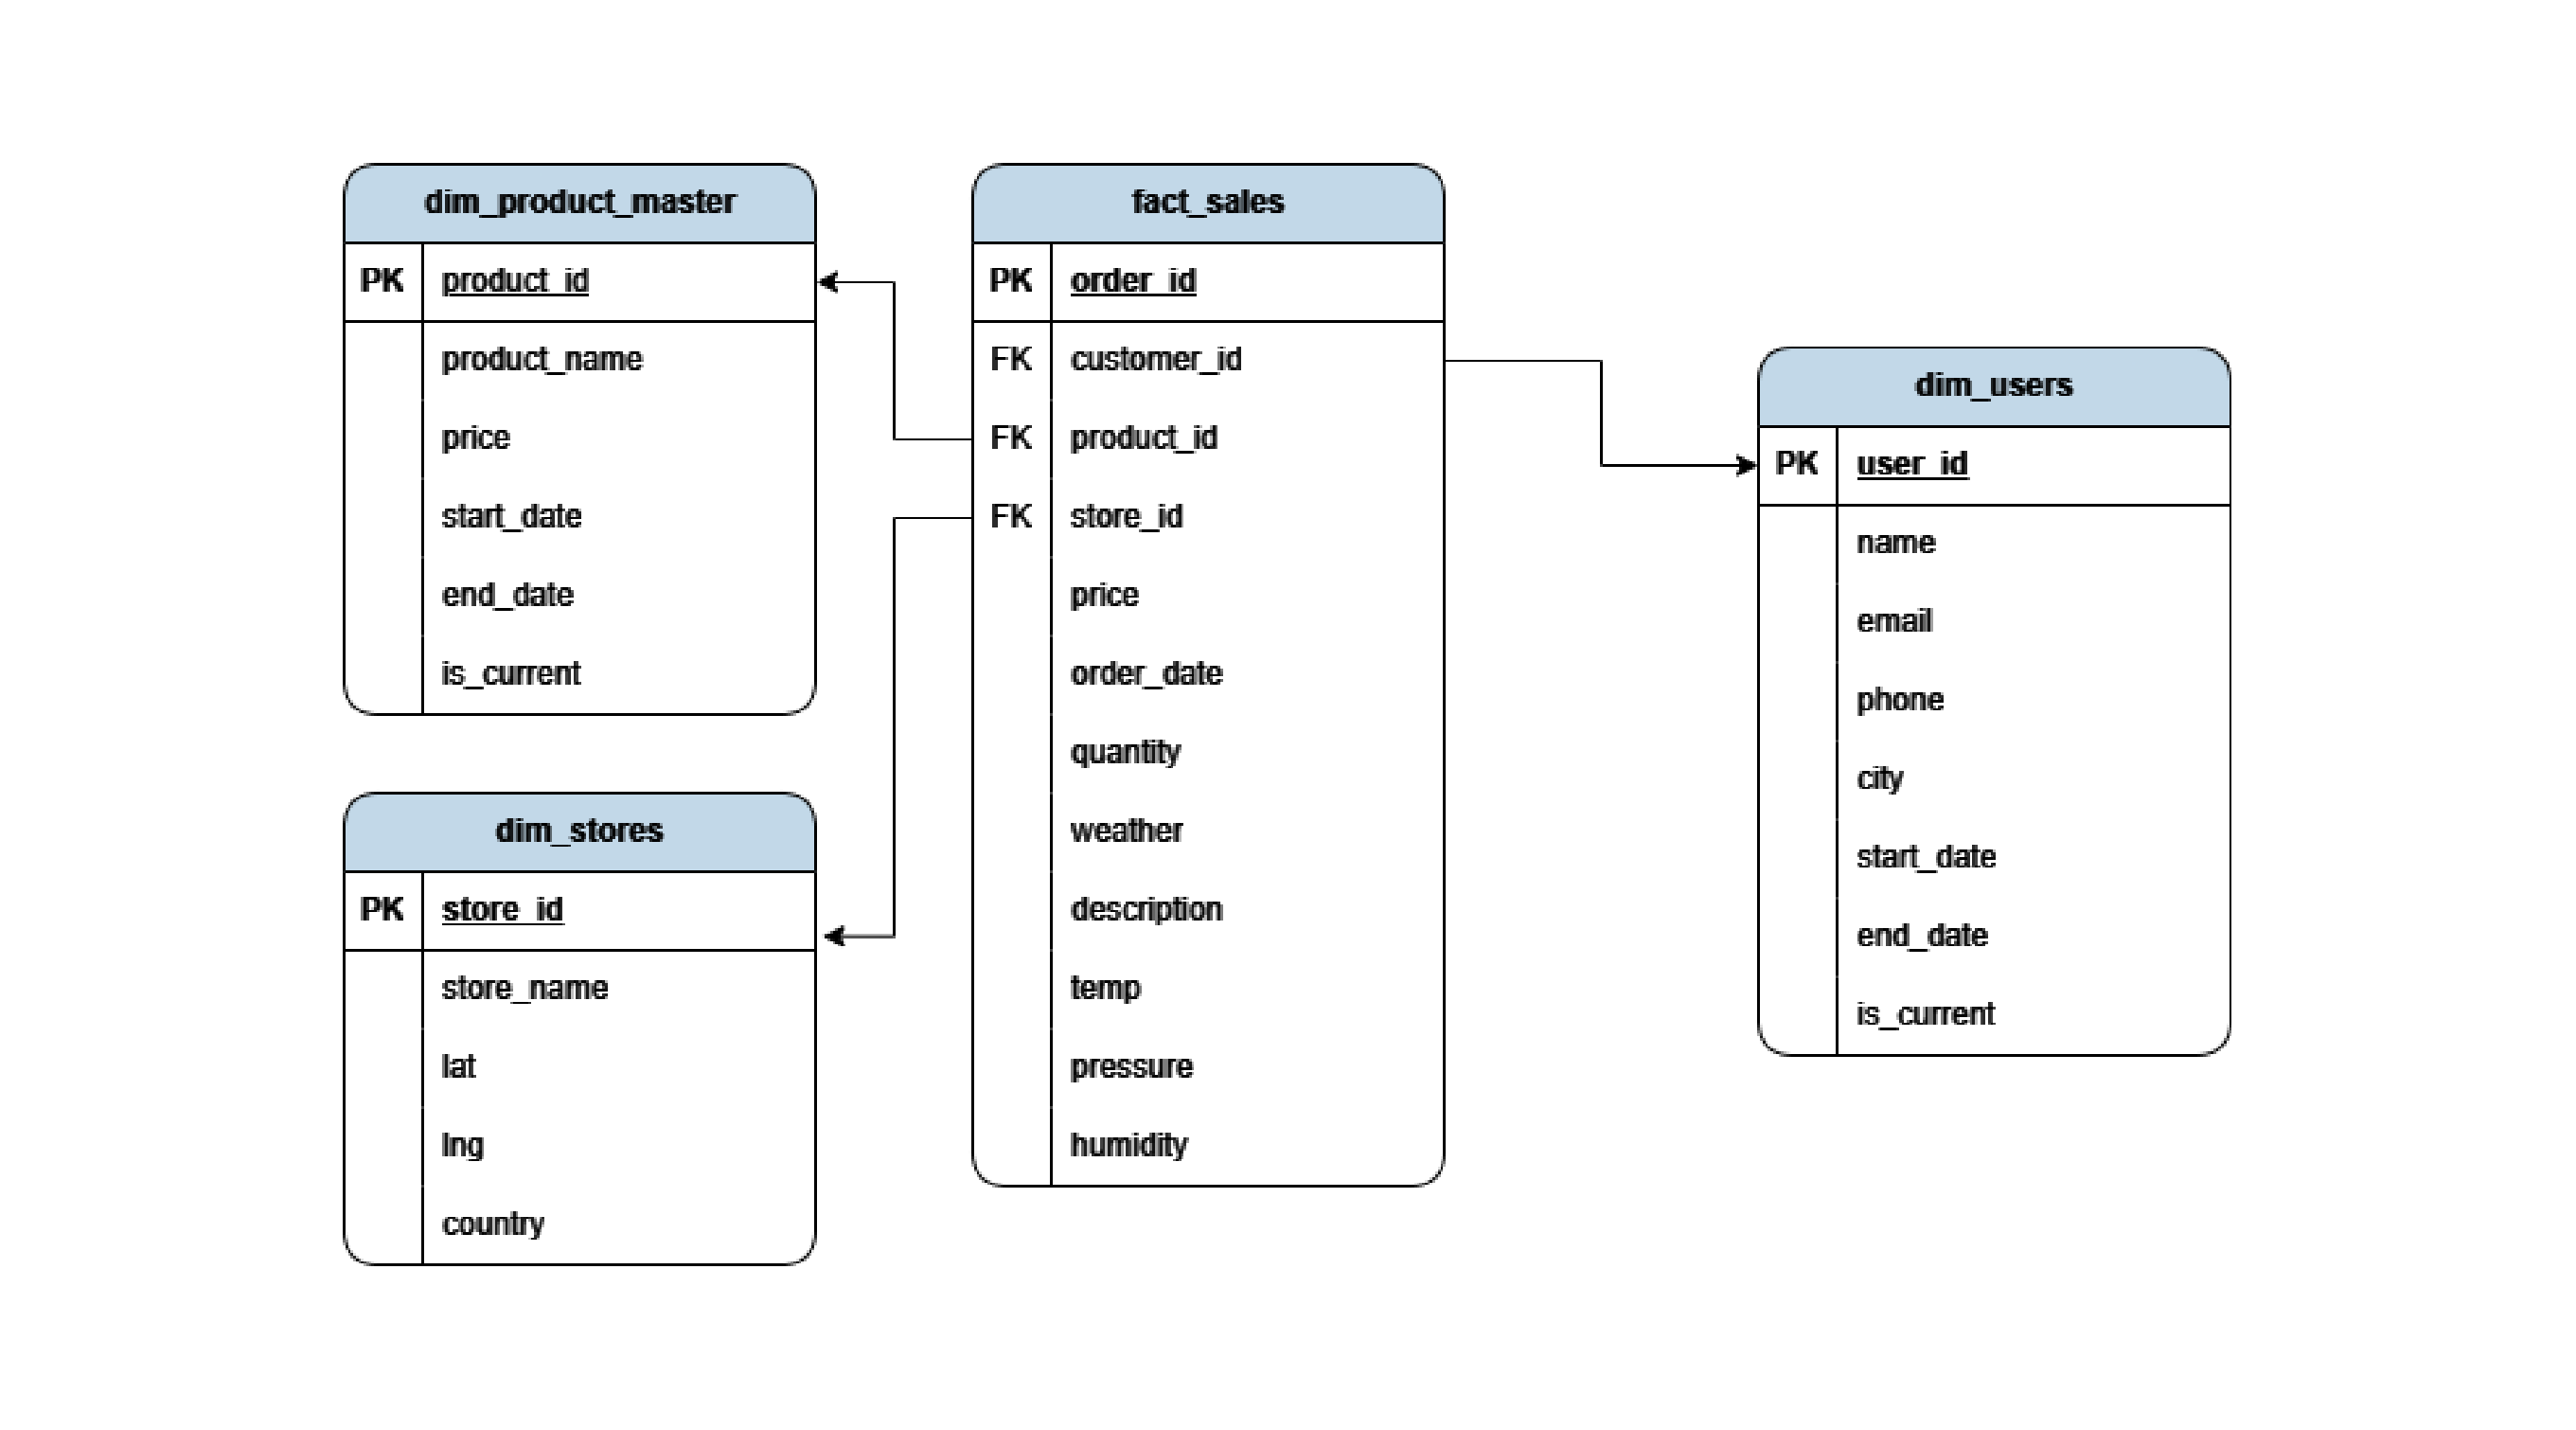 dim_product_master
PK product_id
product_name
price
start_date
end_date
is_current
dim_stores
PK store_id
store_name
lat
lng
country
fact_sales
PK order_id
FK customer_id
FK product_id
FK store_id
price
order_date
quantity
weather
description
temp
pressure
humidity
dim_users
PK user_id
name
email
phone
city
start_date
end_date
is_current